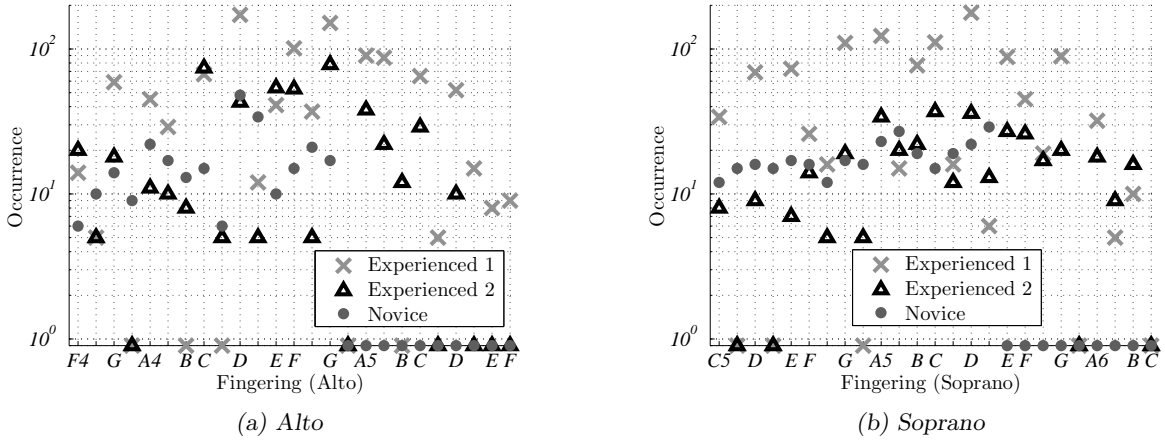 10^2
10^1
10^0
Occurrence
Experienced 1
Experienced 2
Novice
F4 G A4 B C D E F G A5 B C D E F
Fingering (Alto)
(a) Alto
10^2
10^1
10^0
Occurrence
Experienced 1
Experienced 2
Novice
C5 D E F G A5 B C D E F G A6 B C
Fingering (Soprano)
(b) Soprano